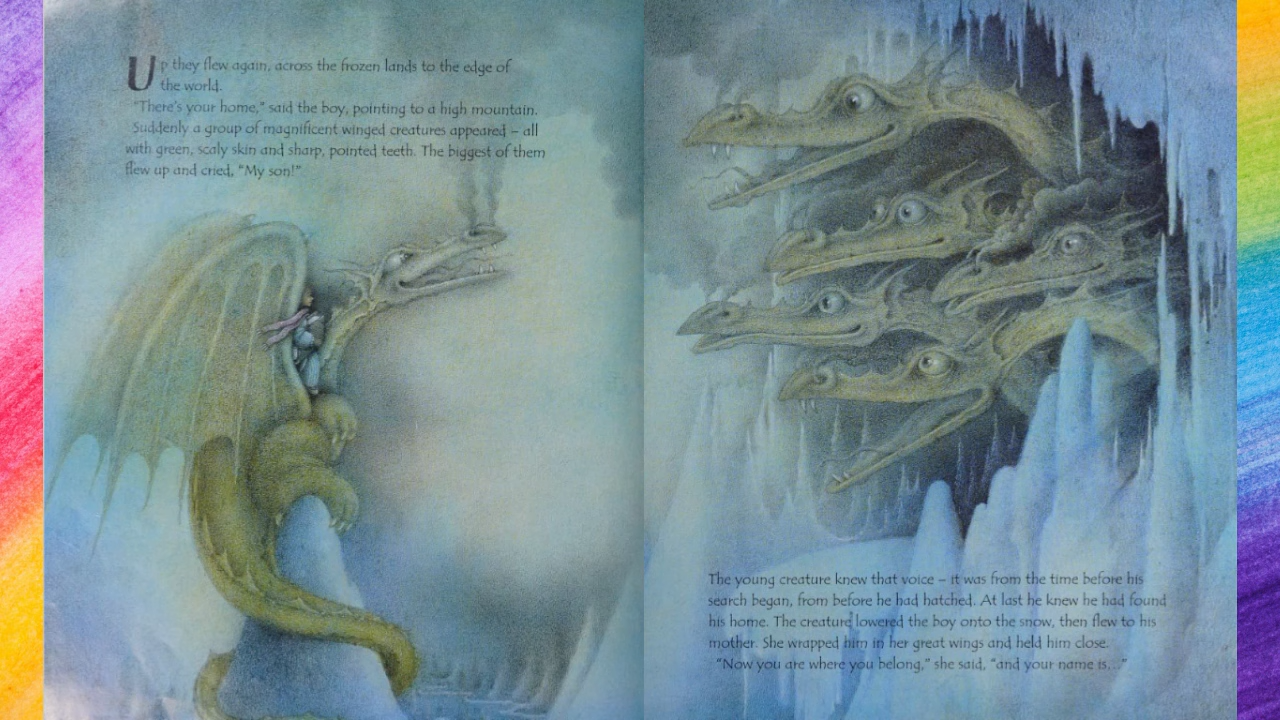 Up they flew again, across the frozen lands to the edge of
the world.
"There's your home," said the boy, pointing to a high mountain.
Suddenly a group of magnificent winged creatures appeared – all
with green, scaly skin and sharp, pointed teeth. The biggest of them
flew up and cried, "My son!"
The young creature knew that voice – it was from the time before his
search began, from before he had hatched. At last he knew he had found
his home. The creature lowered the boy onto the snow, then flew to his
mother. She wrapped him in her great wings and held him close.
"Now you are where you belong," she said, "and your name is..."